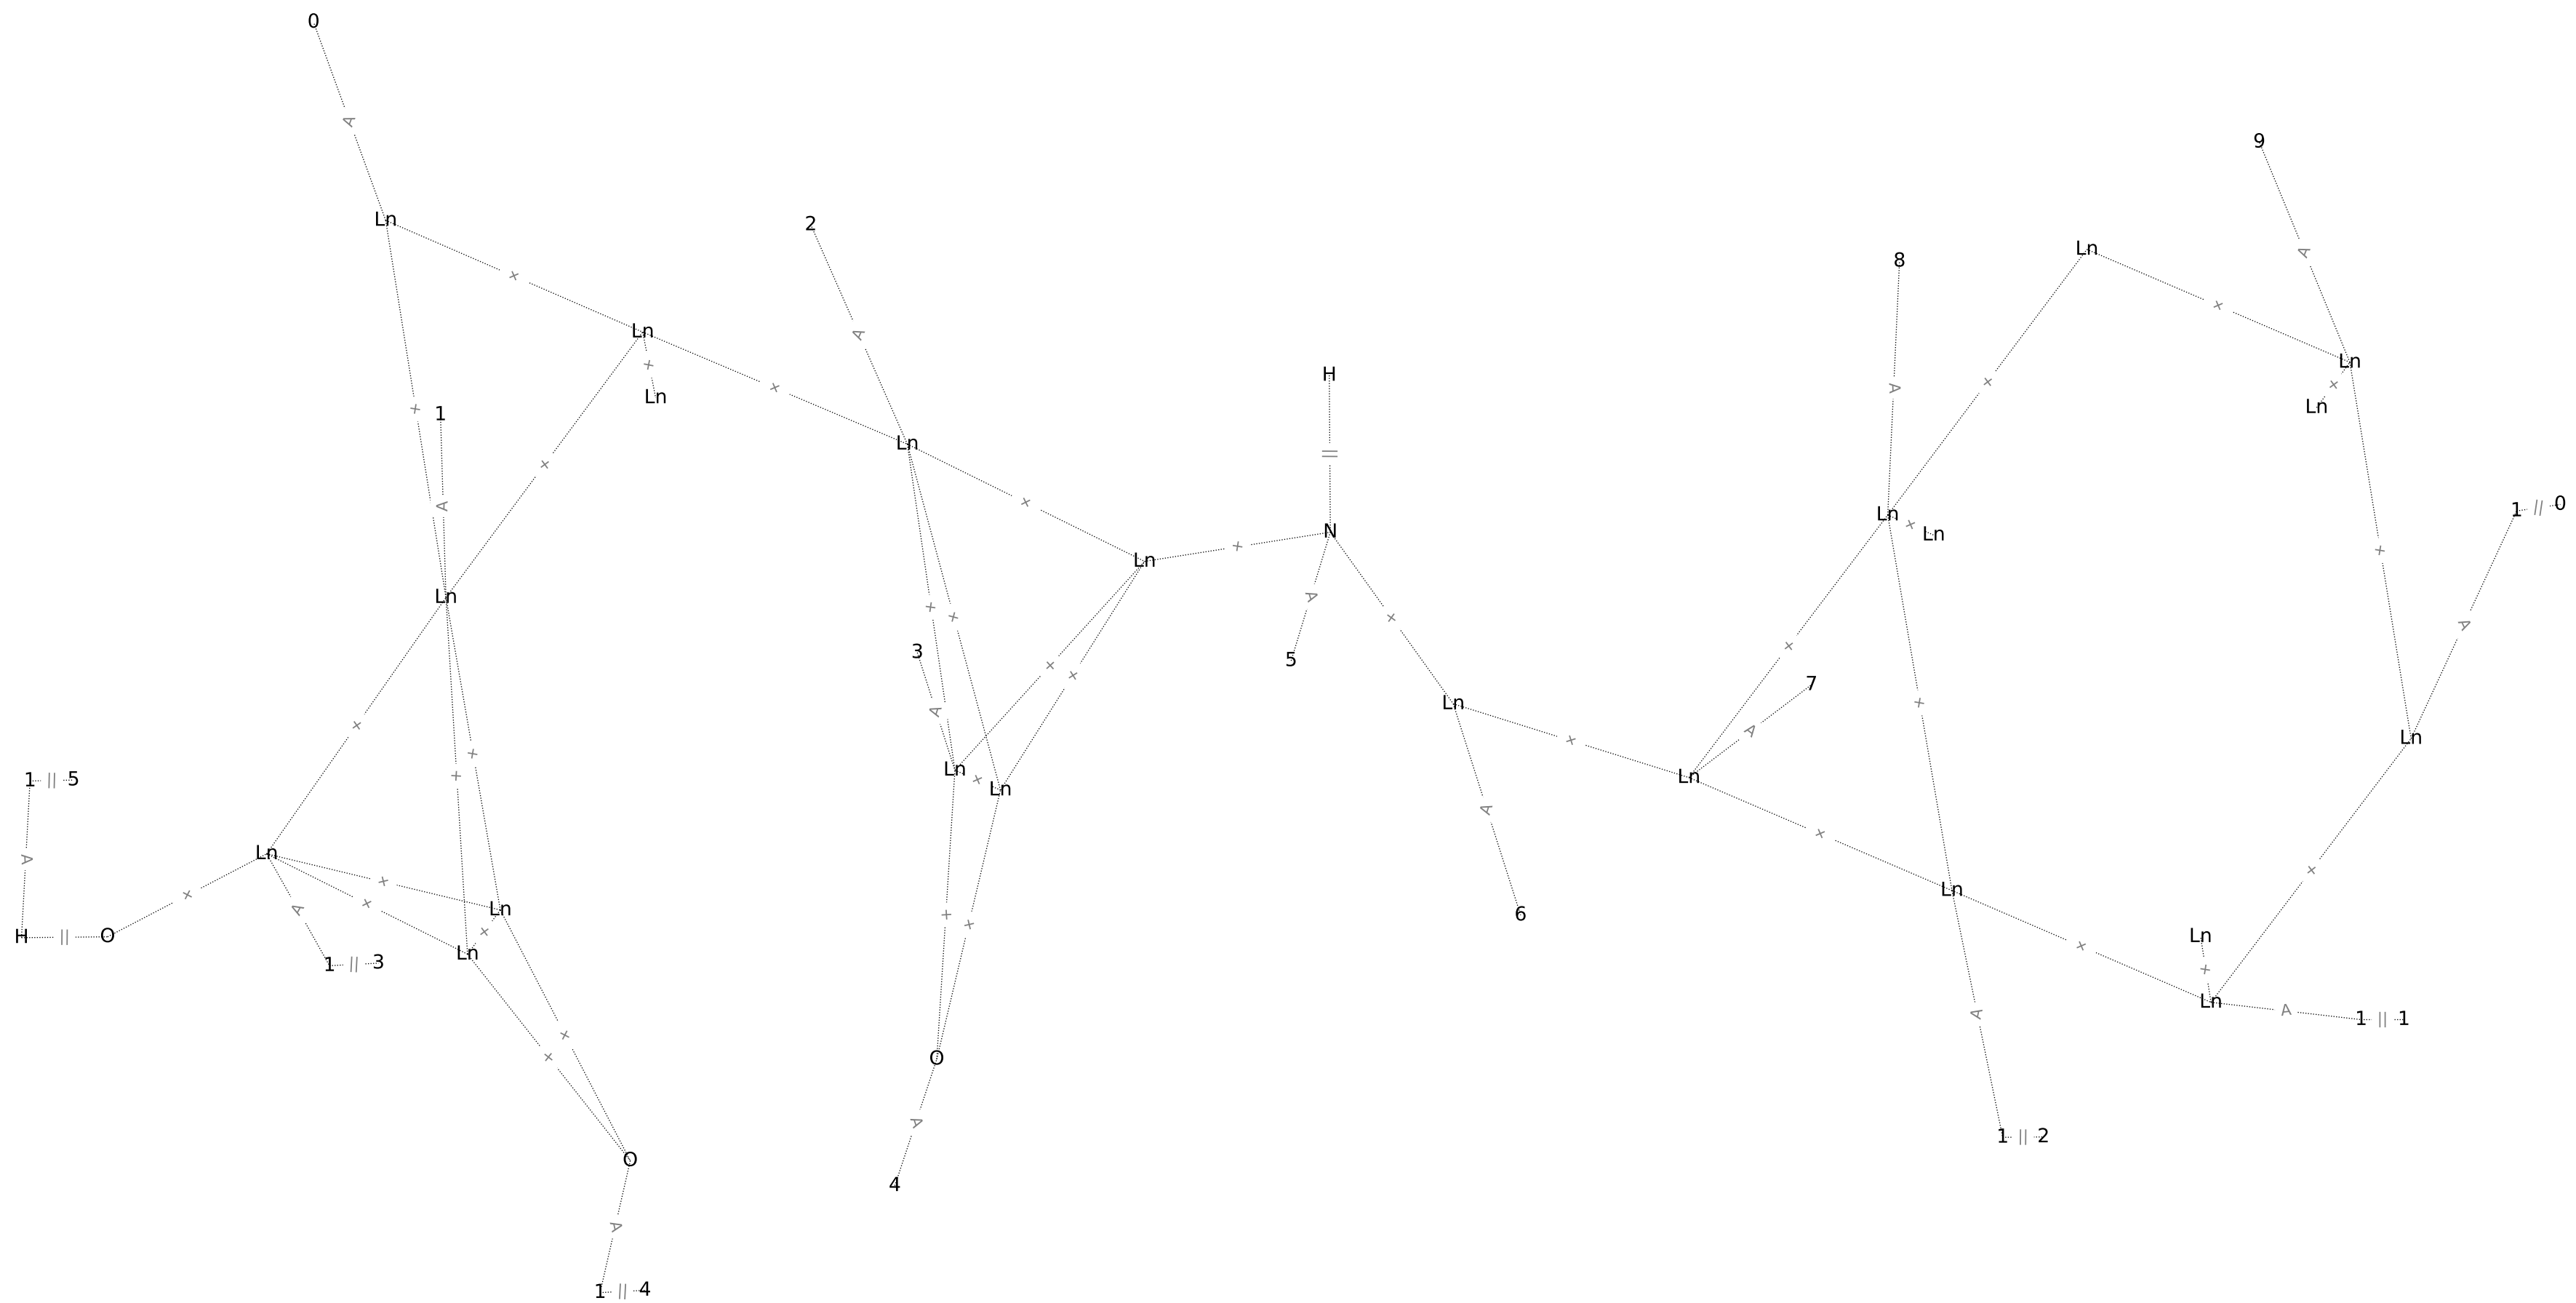 0
A
Ln
9
A
2
Ln
+
8
Ln
A
+
Ln
+
A
Ln
H
A
+
Ln
+
Ln
+
+
Ln
+
1
Ln
||
+
A
+
Ln
+
Ln
1 || 0
N
+
Ln
+
+
Ln
A
+
+
+
A
3
5
+
+
7
+
+
A
Ln
+
A
Ln
+
+
Ln
1 || 5
+
Ln
+
Ln
A
A
+
Ln
+
+
+
Ln
+
+
A
Ln
6
+
+
H || O
+
Ln
+
Ln
1 || 3
+
Ln
A
1 || 1
+
+
O
A
A
1 || 2
O
4
A
1 || 4